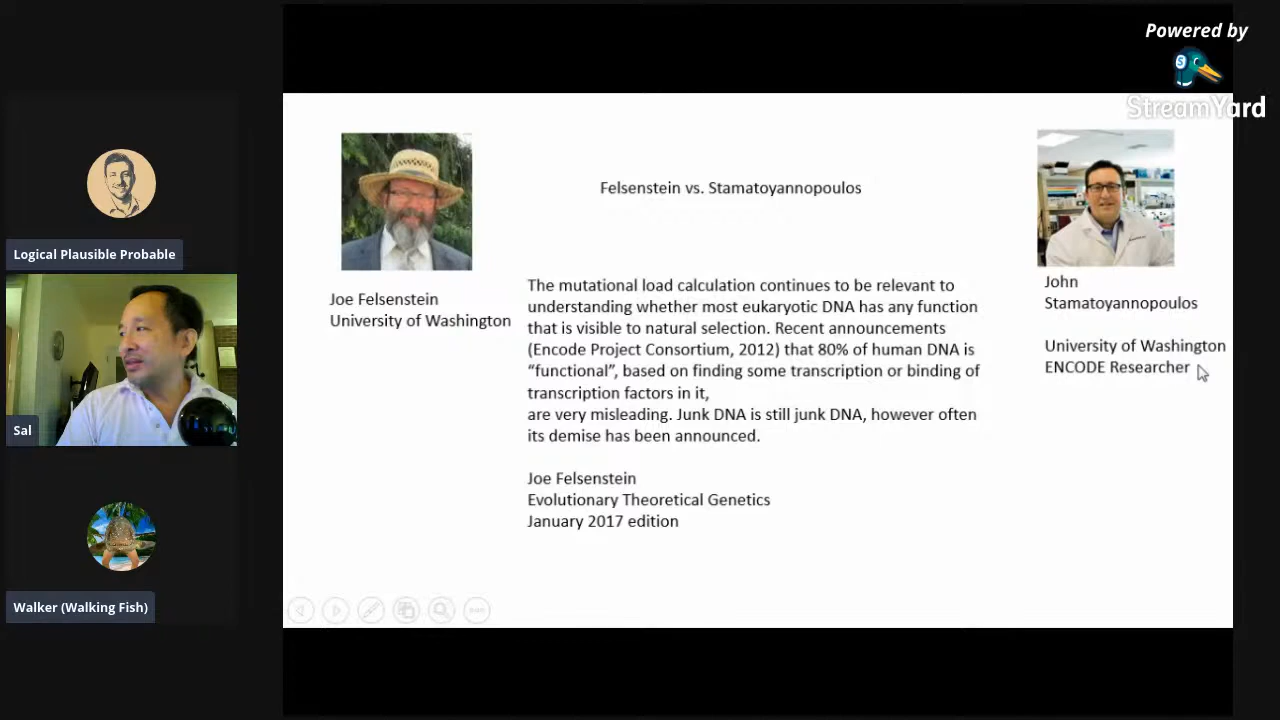 Powered by
StreamYard
Logical Plausible Probable
Sal
Walker (Walking Fish)
Felsenstein vs. Stamatoyannopoulos
Joe Felsenstein
University of Washington
The mutational load calculation continues to be relevant to
understanding whether most eukaryotic DNA has any function
that is visible to natural selection. Recent announcements
(Encode Project Consortium, 2012) that 80% of human DNA is
“functional”, based on finding some transcription or binding of
transcription factors in it,
are very misleading. Junk DNA is still junk DNA, however often
its demise has been announced.
Joe Felsenstein
Evolutionary Theoretical Genetics
January 2017 edition
John
Stamatoyannopoulos
University of Washington
ENCODE Researcher